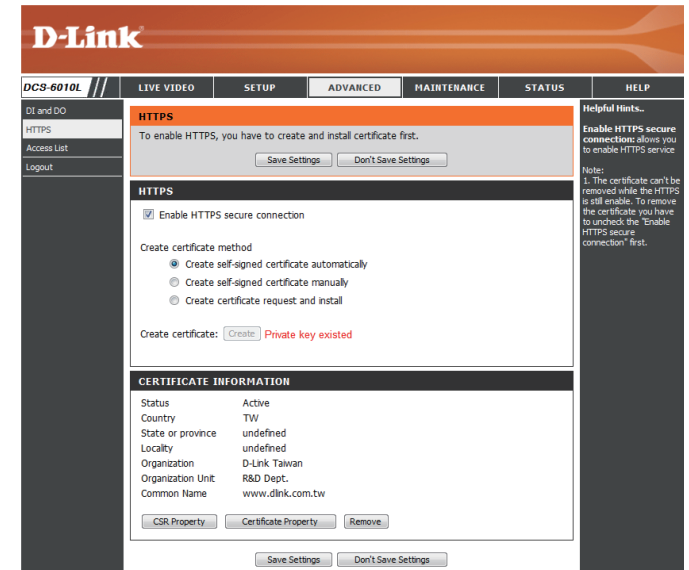 D-Link
DCS-6010L // LIVE VIDEO SETUP ADVANCED MAINTENANCE STATUS HELP
DI and DO
HTTPS
Access List
Logout
HTTPS
To enable HTTPS, you have to create and install certificate first.
Save Settings Don't Save Settings
HTTPS
Enable HTTPS secure connection
Create certificate method
Create self-signed certificate automatically
Create self-signed certificate manually
Create certificate request and install
Create certificate: Create Private key existed
CERTIFICATE INFORMATION
Status Active
Country TW
State or province undefined
Locality undefined
Organization D-Link Taiwan
Organization Unit R&D Dept.
Common Name www.dlink.com.tw
CSR Property Certificate Property Remove
Save Settings Don't Save Settings
Helpful Hints..
Enable HTTPS secure
connection: allows you
to enable HTTPS service
Note:
1. The certificate can't be
removed while the HTTPS
is still enable. To remove
the certificate you have
to uncheck the "Enable
HTTPS secure
connection" first.